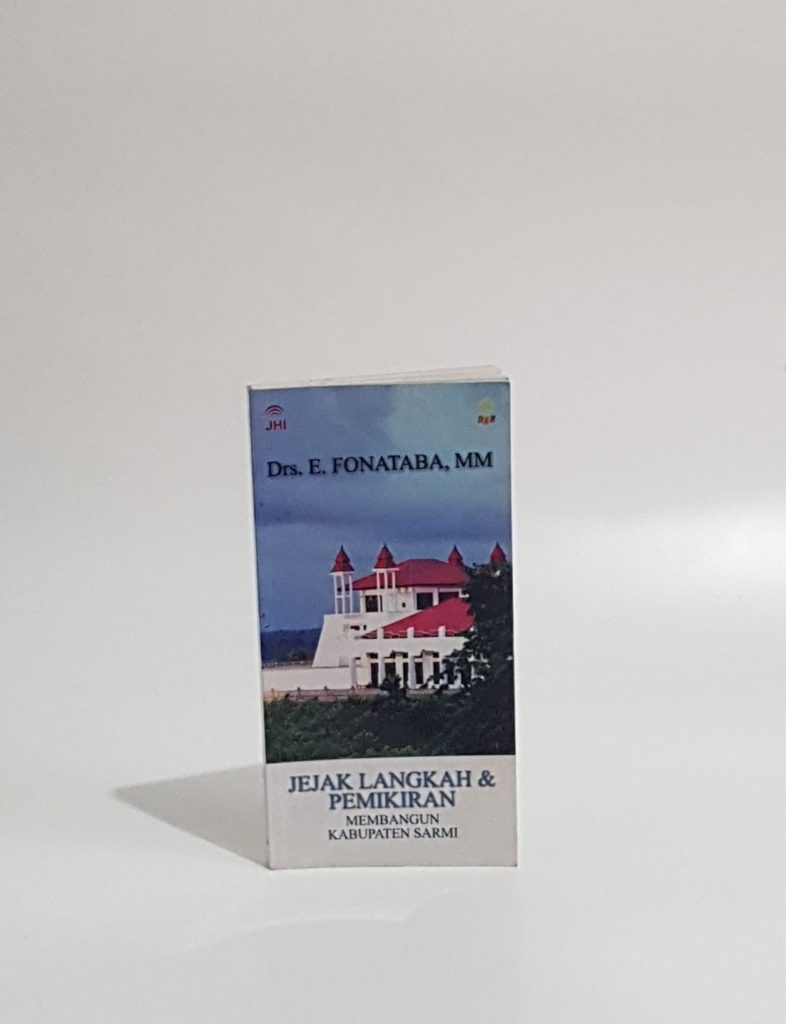 JHI
Drs. E. FONATABA, MM
JEJAK LANGKAH &
PEMIKIRAN
MEMBANGUN
KABUPATEN SARMI